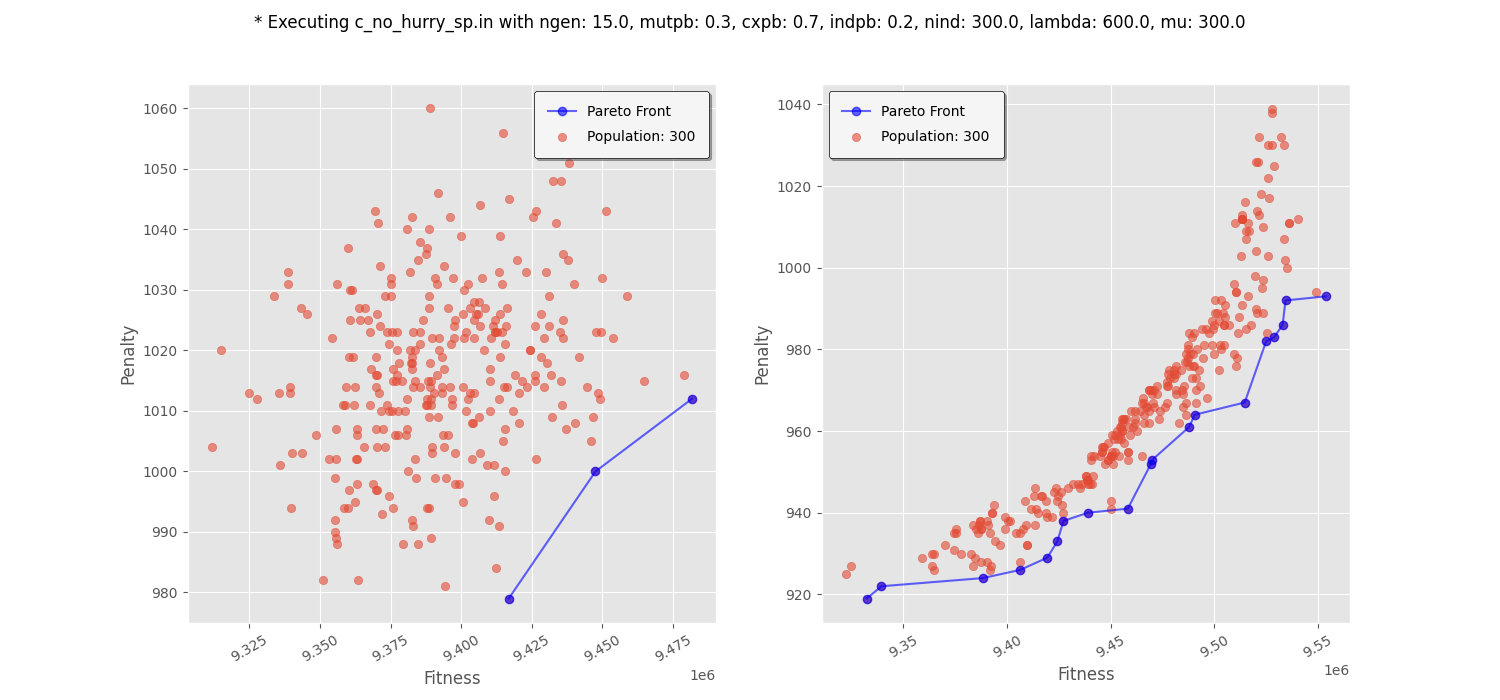 * Executing c_no_hurry_sp.in with ngen: 15.0, mutpb: 0.3, cxpb: 0.7, indpb: 0.2, nind: 300.0, lambda: 600.0, mu: 300.0
Pareto Front
Population: 300
1060
1050
1040
1030
1020
1010
1000
990
980
Penalty
9.325
9.350
9.375
9.400
9.425
9.450
9.475
1e6
Fitness
Pareto Front
Population: 300
1040
1020
1000
980
960
940
920
Penalty
9.35
9.40
9.45
9.50
9.55
1e6
Fitness